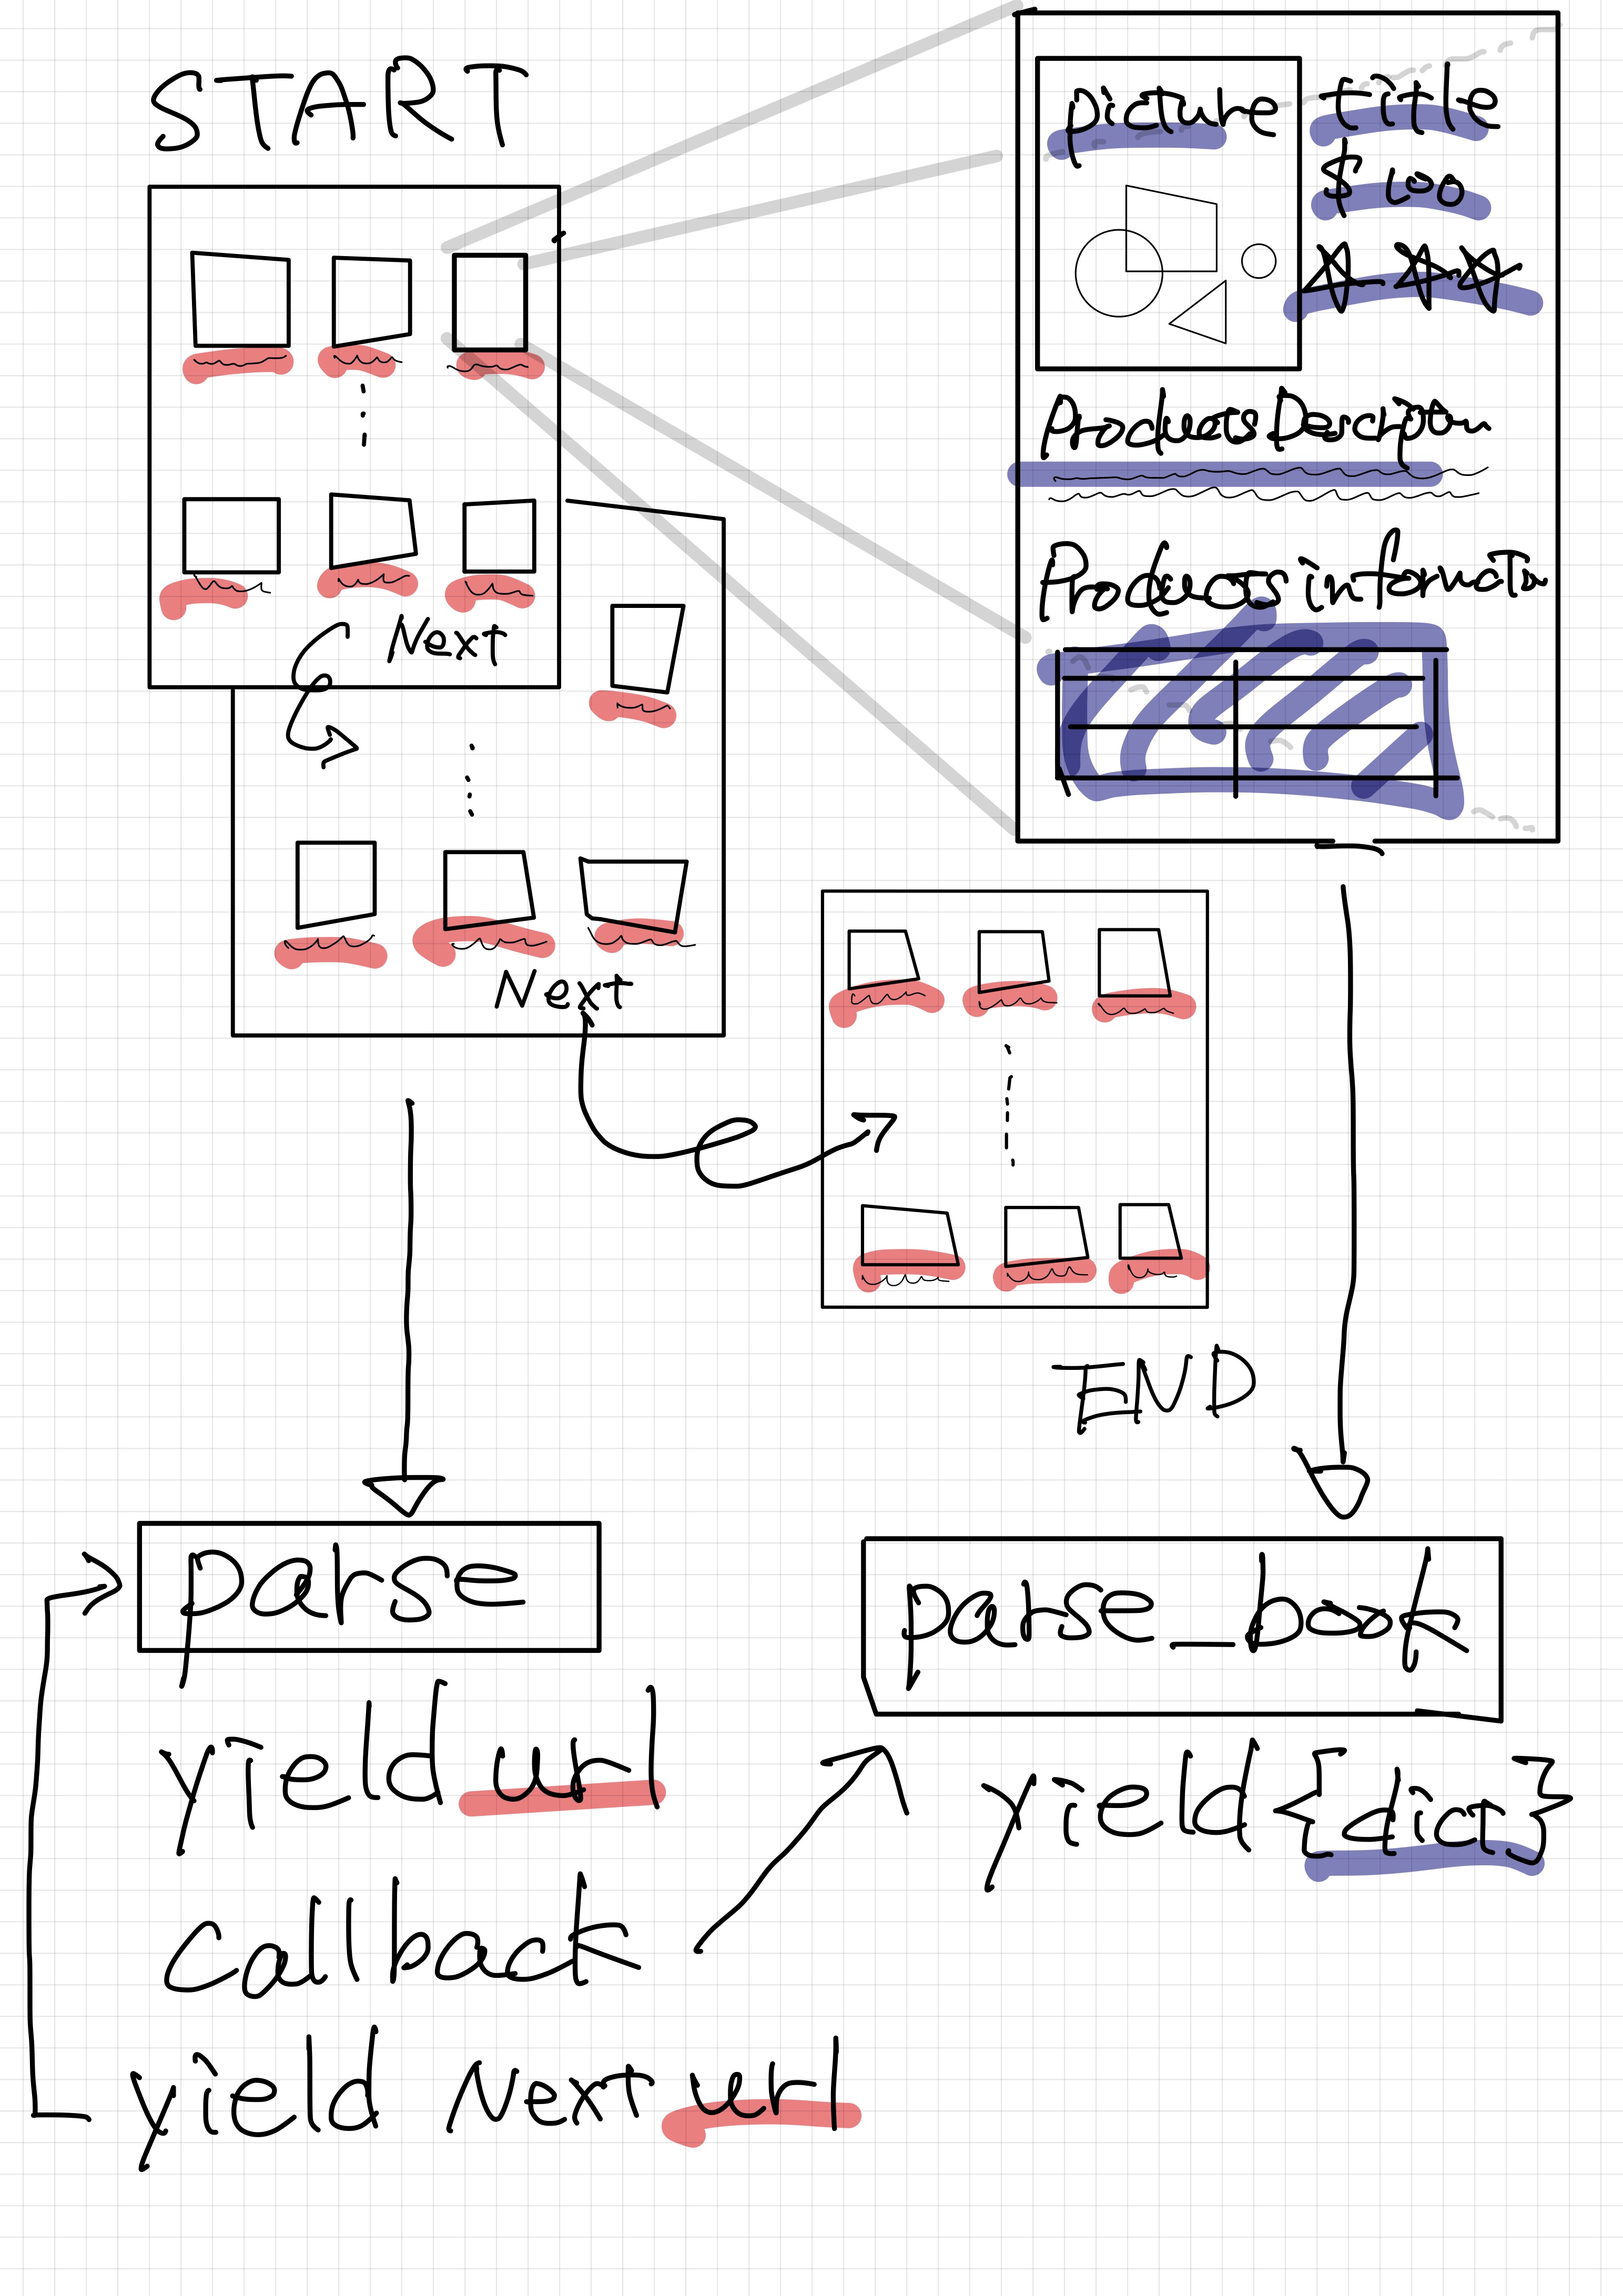 START
picture
title
$100
Products Description
Products information
Next
Next
END
parse
yield url
callback
yield Next url
parse_book
yield {dict}